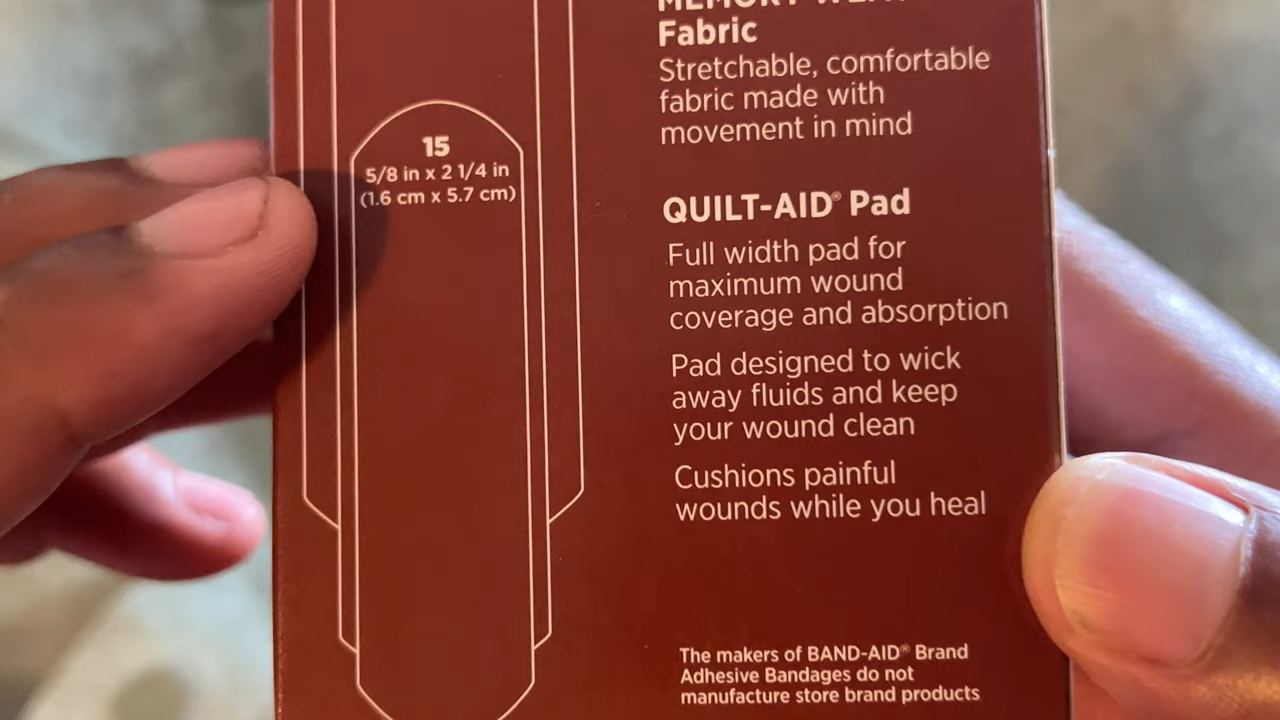 15
5/8 in x 2 1/4 in
(1.6 cm x 5.7 cm)
MEMORY-WEAVE
Fabric
Stretchable, comfortable
fabric made with
movement in mind
QUILT-AID® Pad
Full width pad for
maximum wound
coverage and absorption
Pad designed to wick
away fluids and keep
your wound clean
Cushions painful
wounds while you heal
The makers of BAND-AID® Brand
Adhesive Bandages do not
manufacture store brand products